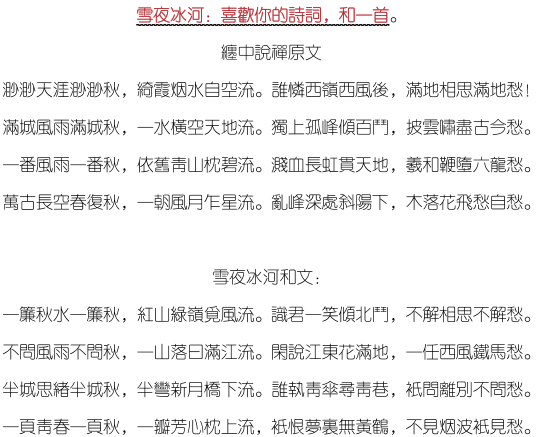 雪夜冰河：喜歡你的詩詞，和一首。
纏中說禪原文
渺渺天涯渺渺秋，綺霞烟水自空流。誰憐西嶺西風後，滿地相思滿地愁！
滿城風雨滿城秋，一水橫空天地流。獨上孤峰傾百鬥，披雲嘯盡古今愁。
一番風雨一番秋，依舊靑山枕碧流。濺血長虹貫天地，羲和鞭墮六龍愁。
萬古長空春復秋，一朝風月乍星流。亂峰深處斜陽下，木落花飛愁自愁。
雪夜冰河和文：
一簾秋水一簾秋，紅山綠嶺覓風流。識君一笑傾北鬥，不解相思不解愁。
不問風雨不問秋，一山落日滿江流。閑說江東花滿地，一任西風鐵馬愁。
半城思緒半城秋，半彎新月橋下流。誰執靑傘尋靑巷，衹問離別不問愁。
一頁靑春一頁秋，一瓣芳心枕上流，衹恨夢裏無黃鶴，不見烟波衹見愁。